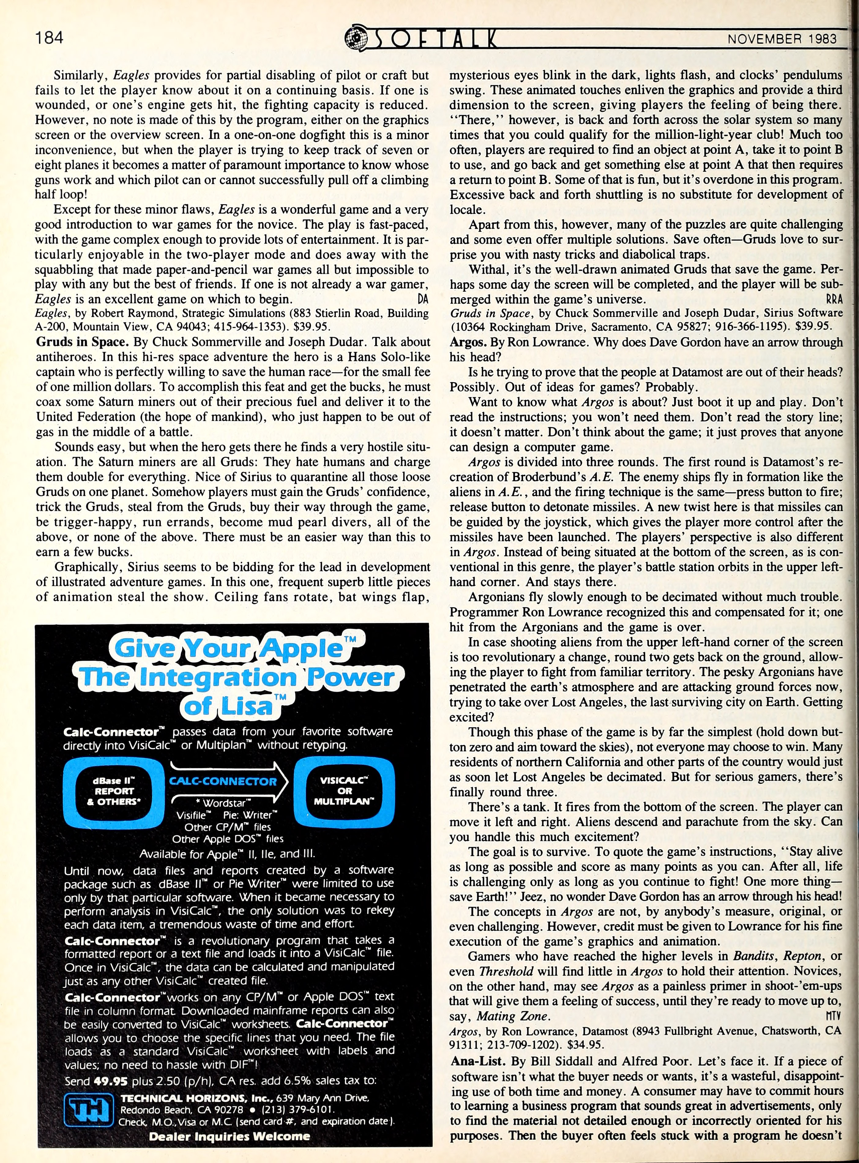 184
SOFTALK
NOVEMBER 1983
Similarly, Eagles provides for partial disabling of pilot or craft but
fails to let the player know about it on a continuing basis. If one is
wounded, or one's engine gets hit, the fighting capacity is reduced.
However, no note is made of this by the program, either on the graphics
screen or the overview screen. In a one-on-one dogfight this is a minor
inconvenience, but when the player is trying to keep track of seven or
eight planes it becomes a matter of paramount importance to know whose
guns work and which pilot can or cannot successfully pull off a climbing
half loop!
Except for these minor flaws, Eagles is a wonderful game and a very
good introduction to war games for the novice. The play is fast-paced,
with the game complex enough to provide lots of entertainment. It is par-
ticularly enjoyable in the two-player mode and does away with the
squabbling that made paper-and-pencil war games all but impossible to
play with any but the best of friends. If one is not already a war gamer,
Eagles is an excellent game on which to begin. DA
Eagles, by Robert Raymond, Strategic Simulations (883 Stierlin Road, Building
A-200, Mountain View, CA 94043; 415-964-1353). $39.95.
Gruds in Space. By Chuck Sommerville and Joseph Dudar. Talk about
antiheroes. In this hi-res space adventure the hero is a Hans Solo-like
captain who is perfectly willing to save the human race—for the small fee
of one million dollars. To accomplish this feat and get the bucks, he must
coax some Saturn miners out of their precious fuel and deliver it to the
United Federation (the hope of mankind), who just happen to be out of
gas in the middle of a battle.
Sounds easy, but when the hero gets there he finds a very hostile situ-
ation. The Saturn miners are all Gruds: They hate humans and charge
them double for everything. Nice of Sirius to quarantine all those loose
Gruds on one planet. Somehow players must gain the Gruds' confidence,
trick the Gruds, steal from the Gruds, buy their way through the game,
be trigger-happy, run errands, become mud pearl divers, all of the
above, or none of the above. There must be an easier way than this to
earn a few bucks.
Graphically, Sirius seems to be bidding for the lead in development
of illustrated adventure games. In this one, frequent superb little pieces
of animation steal the show. Ceiling fans rotate, bat wings flap,
Give Your Apple™
The Integration Power
of Lisa™
Calc-Connector™ passes data from your favorite software
directly into VisiCalc™ or Multiplan™ without retyping.
dBase II™
REPORT
& OTHERS*
CALC-CONNECTOR
VISICALC™
OR
MULTIPLAN™
* Wordstar™
Visifile™ Pie: Writer™
Other CP/M™ files
Other Apple DOS™ files
Available for Apple™ II, IIe, and III.
Until now, data files and reports created by a software
package such as dBase II™ or Pie Writer™ were limited to use
only by that particular software. When it became necessary to
perform analysis in VisiCalc™, the only solution was to rekey
each data item, a tremendous waste of time and effort.
Calc-Connector™ is a revolutionary program that takes a
formatted report or a text file and loads it into a VisiCalc™ file.
Once in VisiCalc™, the data can be calculated and manipulated
just as any other VisiCalc™ created file.
Calc-Connector™works on any CP/M™ or Apple DOS™ text
file in column format. Downloaded mainframe reports can also
be easily converted to VisiCalc™ worksheets. Calc-Connector™
allows you to choose the specific lines that you need. The file
loads as a standard VisiCalc™ worksheet with labels and
values; no need to hassle with DIF™!
Send 49.95 plus 2.50 (p/h), CA res. add 6.5% sales tax to:
TH
TECHNICAL HORIZONS, Inc., 639 Mary Ann Drive,
Redondo Beach, CA 90278 • (213) 379-6101.
Check, M.O., Visa or M.C. (send card #, and expiration date).
Dealer Inquiries Welcome
mysterious eyes blink in the dark, lights flash, and clocks' pendulums
swing. These animated touches enliven the graphics and provide a third
dimension to the screen, giving players the feeling of being there.
"There," however, is back and forth across the solar system so many
times that you could qualify for the million-light-year club! Much too
often, players are required to find an object at point A, take it to point B
to use, and go back and get something else at point A that then requires
a return to point B. Some of that is fun, but it's overdone in this program.
Excessive back and forth shuttling is no substitute for development of
locale.
Apart from this, however, many of the puzzles are quite challenging
and some even offer multiple solutions. Save often—Gruds love to sur-
prise you with nasty tricks and diabolical traps.
Withal, it's the well-drawn animated Gruds that save the game. Per-
haps some day the screen will be completed, and the player will be sub-
merged within the game's universe. RRA
Gruds in Space, by Chuck Sommerville and Joseph Dudar, Sirius Software
(10364 Rockingham Drive, Sacramento, CA 95827; 916-366-1195). $39.95.
Argos. By Ron Lowrance. Why does Dave Gordon have an arrow through
his head?
Is he trying to prove that the people at Datamost are out of their heads?
Possibly. Out of ideas for games? Probably.
Want to know what Argos is about? Just boot it up and play. Don't
read the instructions; you won't need them. Don't read the story line;
it doesn't matter. Don't think about the game; it just proves that anyone
can design a computer game.
Argos is divided into three rounds. The first round is Datamost's re-
creation of Broderbund's A.E. The enemy ships fly in formation like the
aliens in A.E., and the firing technique is the same—press button to fire;
release button to detonate missiles. A new twist here is that missiles can
be guided by the joystick, which gives the player more control after the
missiles have been launched. The players' perspective is also different
in Argos. Instead of being situated at the bottom of the screen, as is con-
ventional in this genre, the player's battle station orbits in the upper left-
hand corner. And stays there.
Argonians fly slowly enough to be decimated without much trouble.
Programmer Ron Lowrance recognized this and compensated for it; one
hit from the Argonians and the game is over.
In case shooting aliens from the upper left-hand corner of the screen
is too revolutionary a change, round two gets back on the ground, allow-
ing the player to fight from familiar territory. The pesky Argonians have
penetrated the earth's atmosphere and are attacking ground forces now,
trying to take over Lost Angeles, the last surviving city on Earth. Getting
excited?
Though this phase of the game is by far the simplest (hold down but-
ton zero and aim toward the skies), not everyone may choose to win. Many
residents of northern California and other parts of the country would just
as soon let Lost Angeles be decimated. But for serious gamers, there's
finally round three.
There's a tank. It fires from the bottom of the screen. The player can
move it left and right. Aliens descend and parachute from the sky. Can
you handle this much excitement?
The goal is to survive. To quote the game's instructions, "Stay alive
as long as possible and score as many points as you can. After all, life
is challenging only as long as you continue to fight! One more thing—
save Earth!" Jeez, no wonder Dave Gordon has an arrow through his head!
The concepts in Argos are not, by anybody's measure, original, or
even challenging. However, credit must be given to Lowrance for his fine
execution of the game's graphics and animation.
Gamers who have reached the higher levels in Bandits, Repton, or
even Threshold will find little in Argos to hold their attention. Novices,
on the other hand, may see Argos as a painless primer in shoot-'em-ups
that will give them a feeling of success, until they're ready to move up to,
say, Mating Zone. MTV
Argos, by Ron Lowrance, Datamost (8943 Fullbright Avenue, Chatsworth, CA
91311; 213-709-1202). $34.95.
Ana-List. By Bill Siddall and Alfred Poor. Let's face it. If a piece of
software isn't what the buyer needs or wants, it's a wasteful, disappoint-
ing use of both time and money. A consumer may have to commit hours
to learning a business program that sounds great in advertisements, only
to find the material not detailed enough or incorrectly oriented for his
purposes. Then the buyer often feels stuck with a program he doesn't